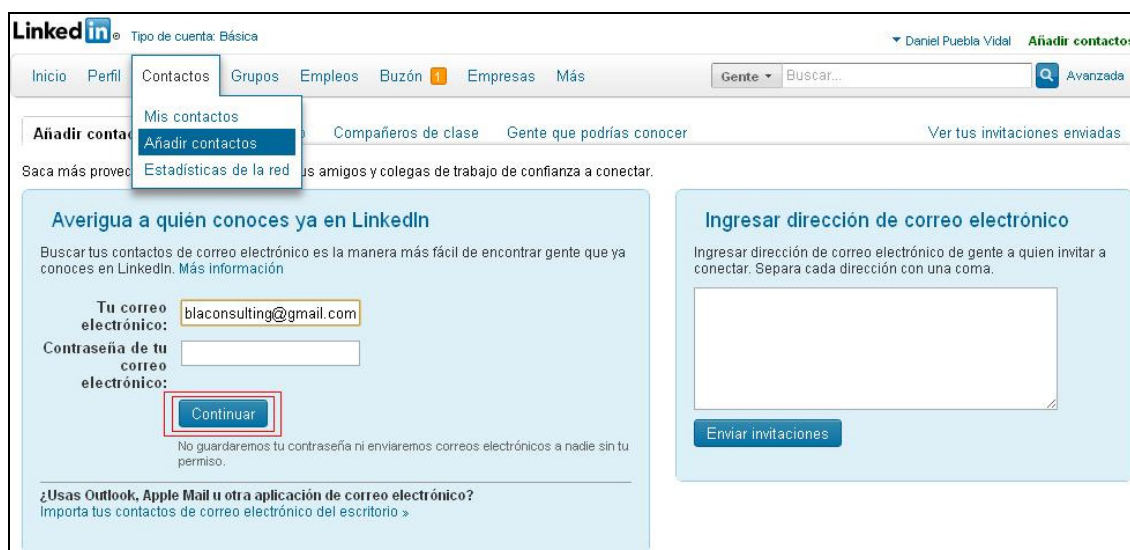 Linked in® Tipo de cuenta: Básica
Daniel Puebla Vidal Añadir contactos
Inicio Perfil Contactos Grupos Empleos Buzón 1 Empresas Más
Gente Buscar... Avanzada
Mis contactos
Añadir contactos
Estadísticas de la red
Añadir Compañeros de clase Gente que podrías conocer Ver tus invitaciones enviadas
Saca más amigos y colegas de trabajo de confianza a conectar.
Averigua a quién conoces ya en LinkedIn
Buscar tus contactos de correo electrónico es la manera más fácil de encontrar gente que ya
conoces en LinkedIn. Más información
Tu correo
electrónico:
blaconsulting@gmail.com
Contraseña de tu
correo
electrónico:
Continuar
No guardaremos tu contraseña ni enviaremos correos electrónicos a nadie sin tu
permiso.
¿Usas Outlook, Apple Mail u otra aplicación de correo electrónico?
Importa tus contactos de correo electrónico del escritorio »
Ingresar dirección de correo electrónico
Ingresar dirección de correo electrónico de gente a quien invitar a
conectar. Separa cada dirección con una coma.
Enviar invitaciones